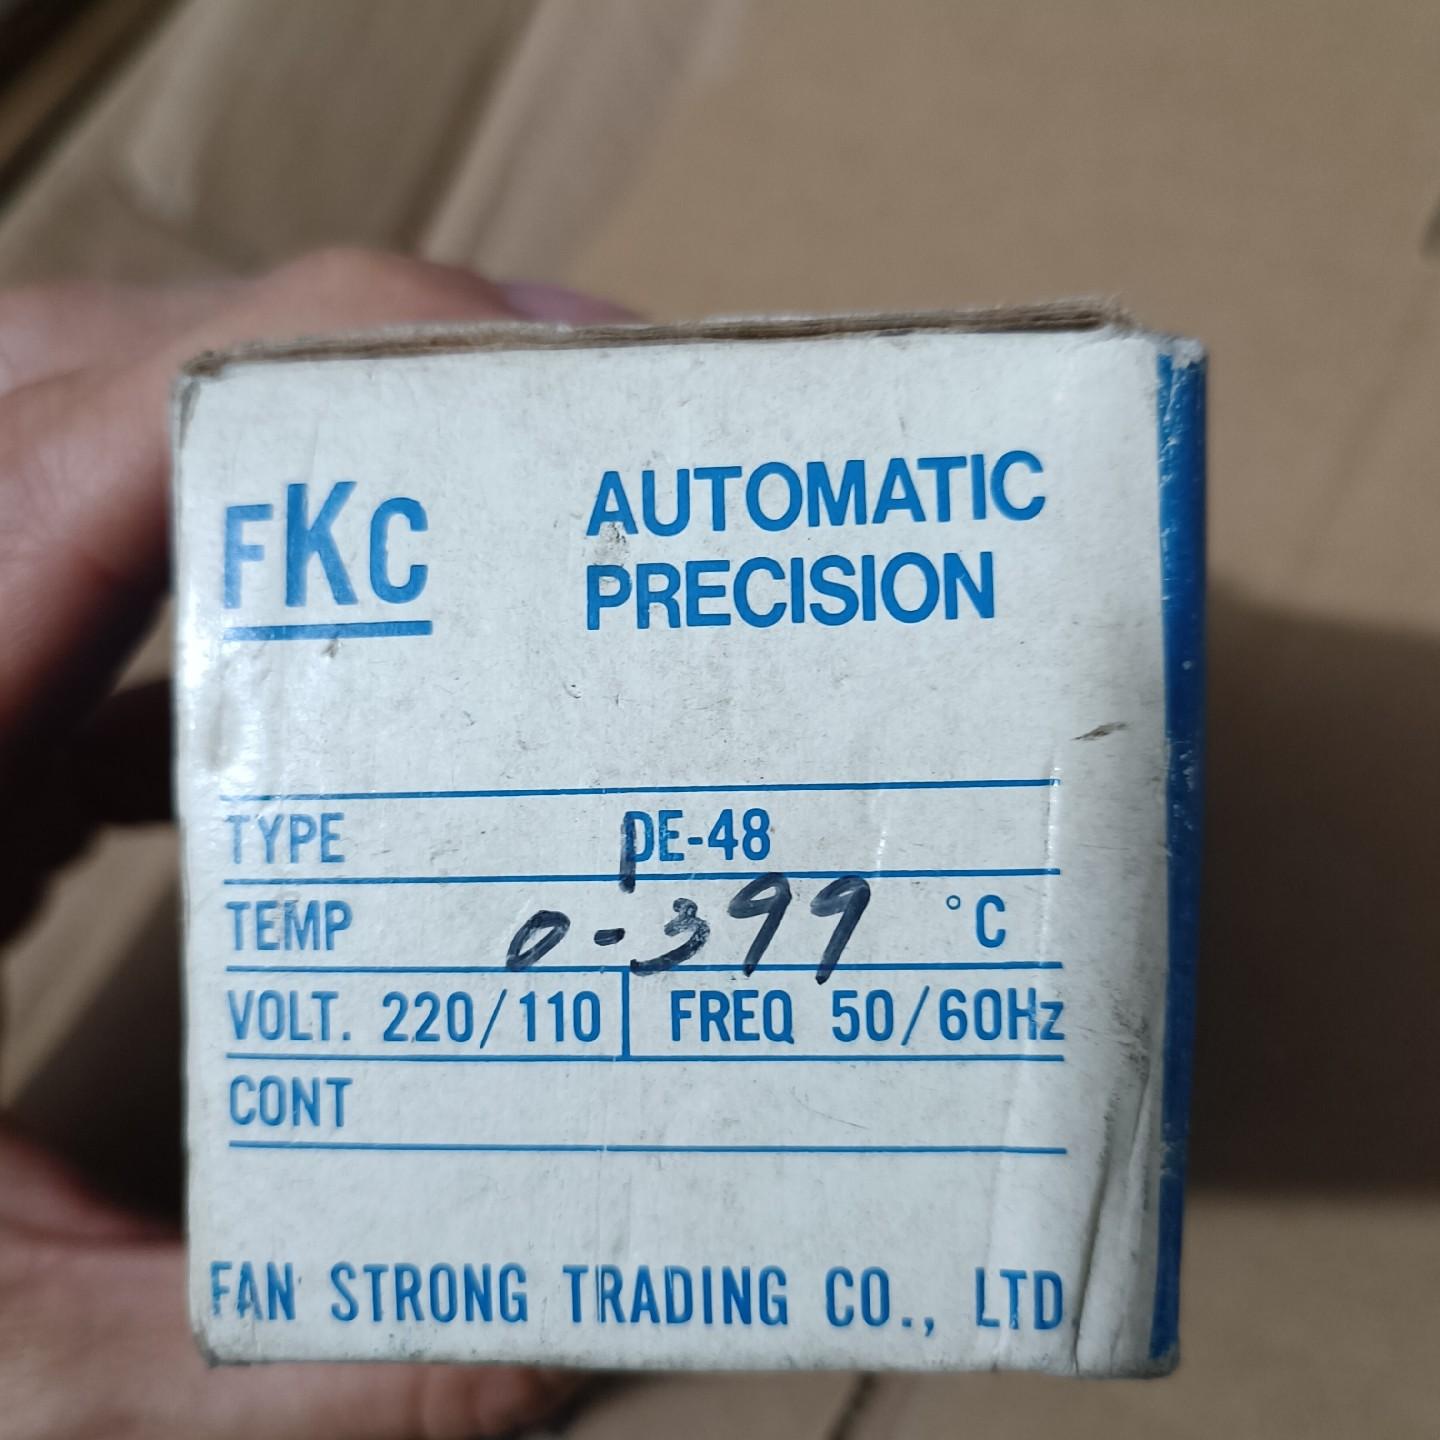 FKC
AUTOMATIC
PRECISION
TYPE DE-48
TEMP 0-399 °C
VOLT. 220/110 FREQ 50/60Hz
CONT
FAN STRONG TRADING CO., LTD